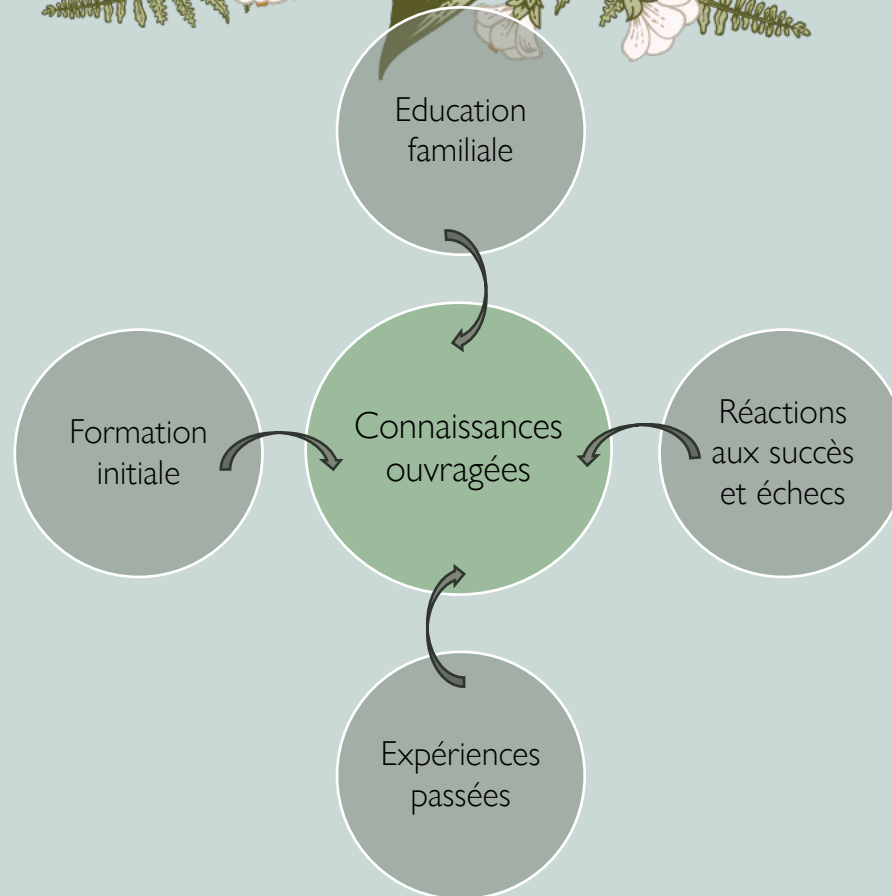 Education
familiale
Formation
initiale
Connaissances
ouvragées
Réactions
aux succès
et échecs
Expériences
passées